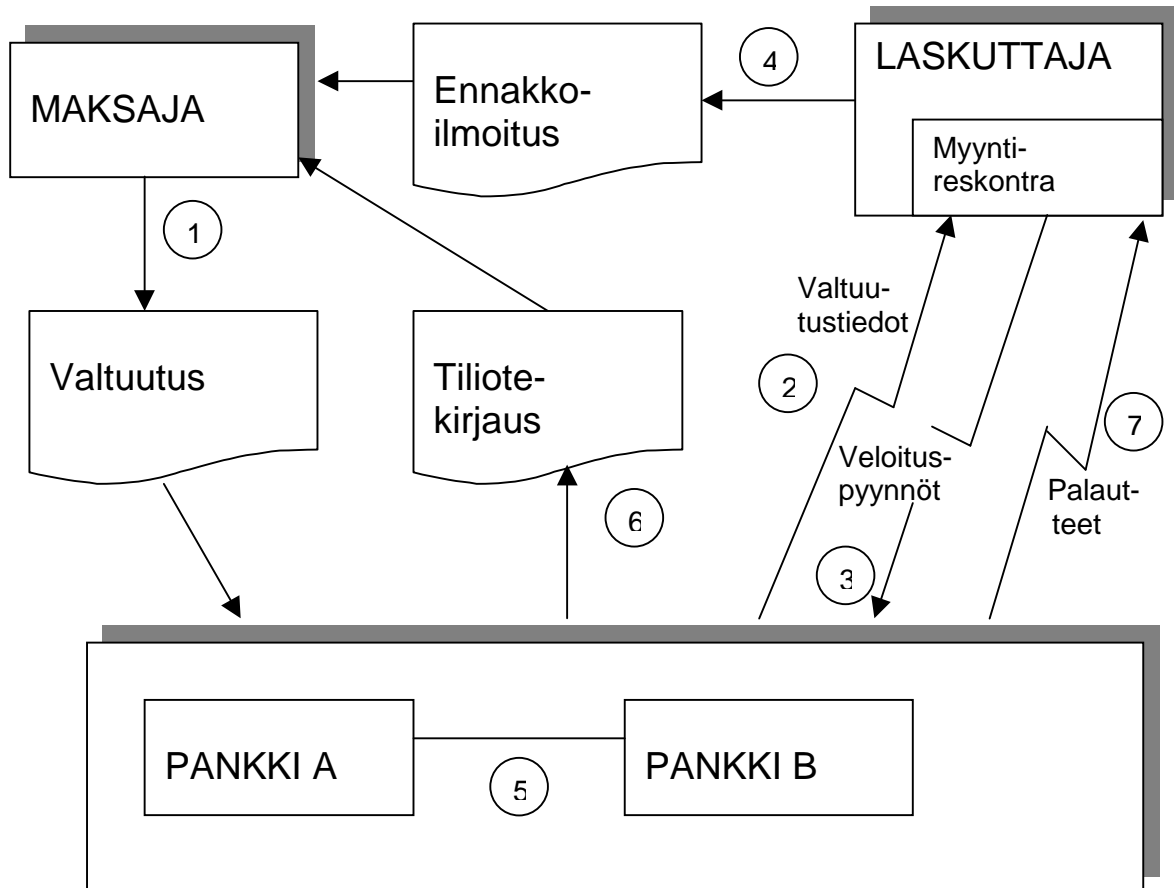 MAKSAJA
Ennakko-
ilmoitus
4
LASKUTTAJA
Myynti-
reskontra
1
Valtuutus
Tiliote-
kirjaus
Valtuu-
tustiedot
2
Veloitus-
pyynnöt
7
Palaut-
teet
6
3
PANKKI A
5
PANKKI B